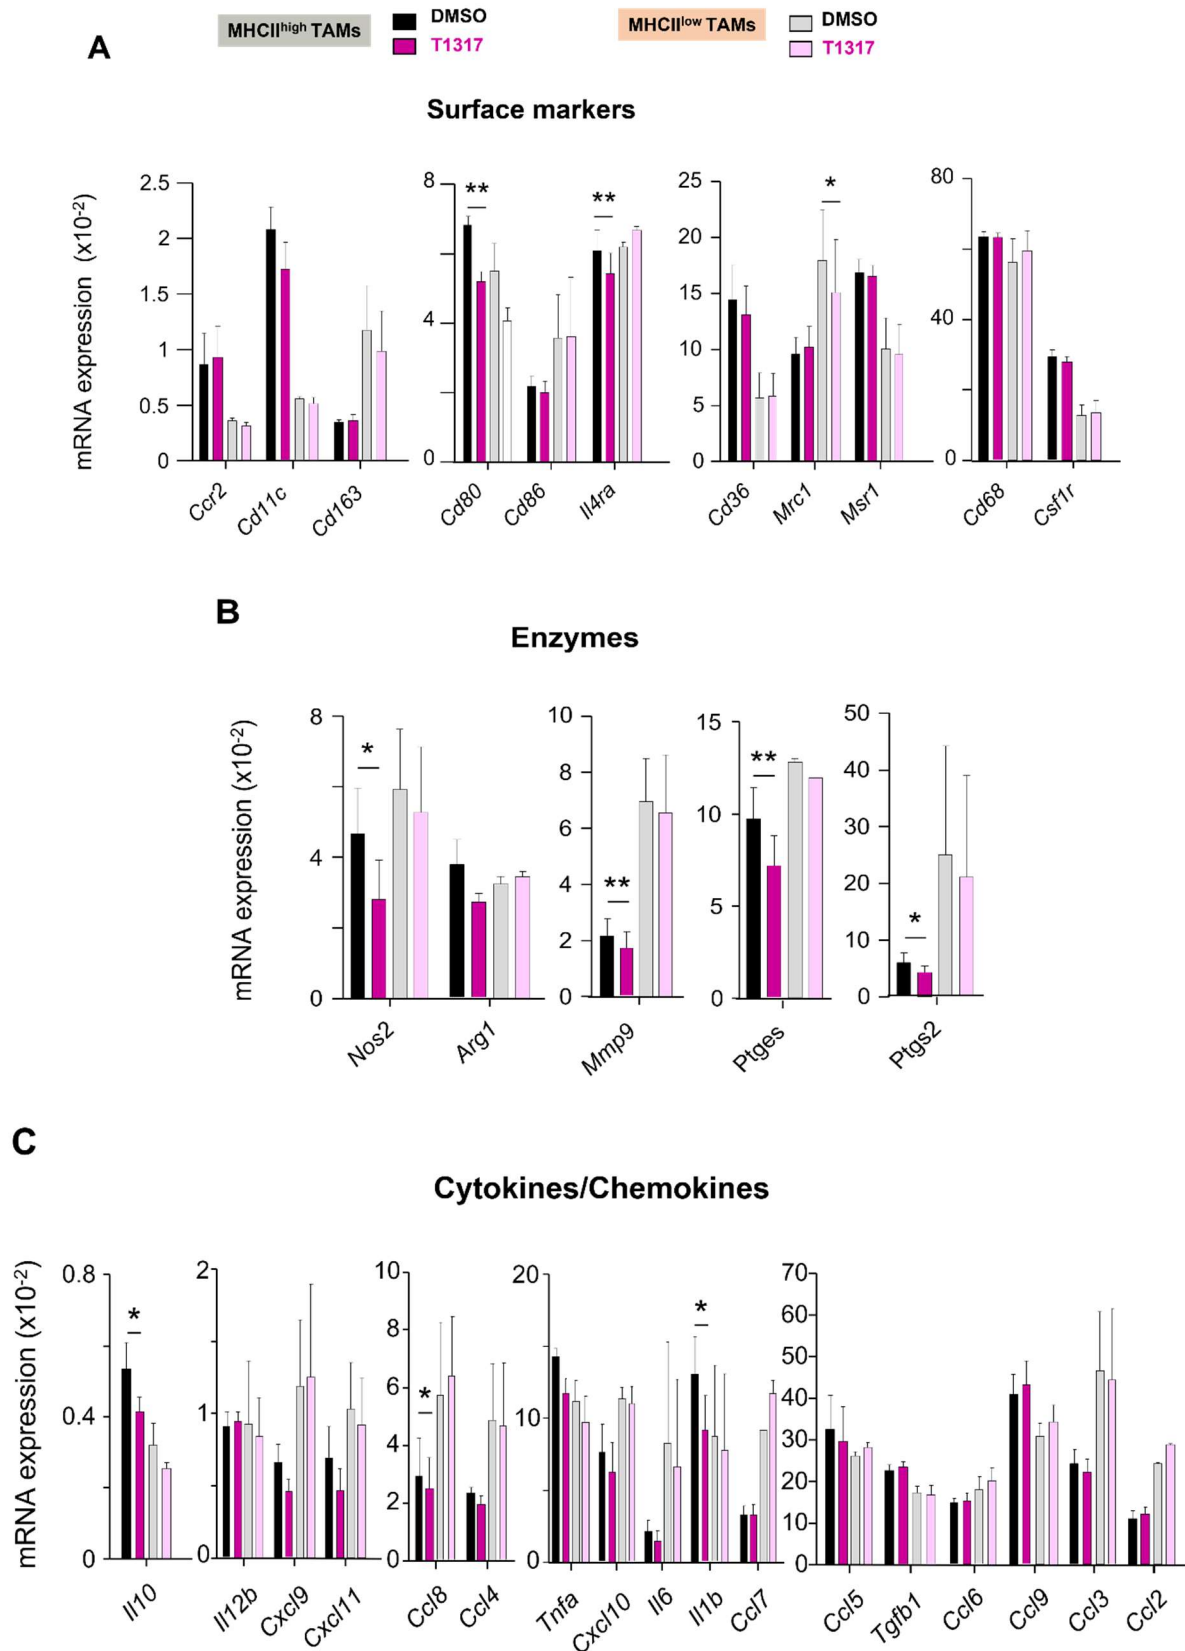 MHCIIhigh TAMs
DMSO
T1317
MHCIIlow TAMs
DMSO
T1317
A
Surface markers
mRNA expression (x10-2)
2.5
2
1.5
1
0.5
0
Ccr2
Cd11c
Cd163
8
4
0
**
**
Cd80
Cd86
Il4ra
25
20
15
10
5
0
*
Cd36
Mrc1
Msr1
80
40
0
Cd68
Csf1r
B
Enzymes
mRNA expression (x10-2)
8
4
0
*
Nos2
Arg1
10
8
6
4
2
0
**
Mmp9
15
10
5
0
**
Ptges
50
40
30
20
10
0
*
Ptgs2
C
Cytokines/Chemokines
mRNA expression (x10-2)
0.8
0.4
0
*
Il10
2
1
0
Il12b
Cxcl9
Cxcl11
10
8
6
4
2
0
*
Ccl8
Ccl4
20
10
0
*
Tnfa
Cxcl10
Il6
Il1b
Ccl7
70
60
50
40
30
20
10
0
Ccl5
Tgfb1
Ccl6
Ccl9
Ccl3
Ccl2